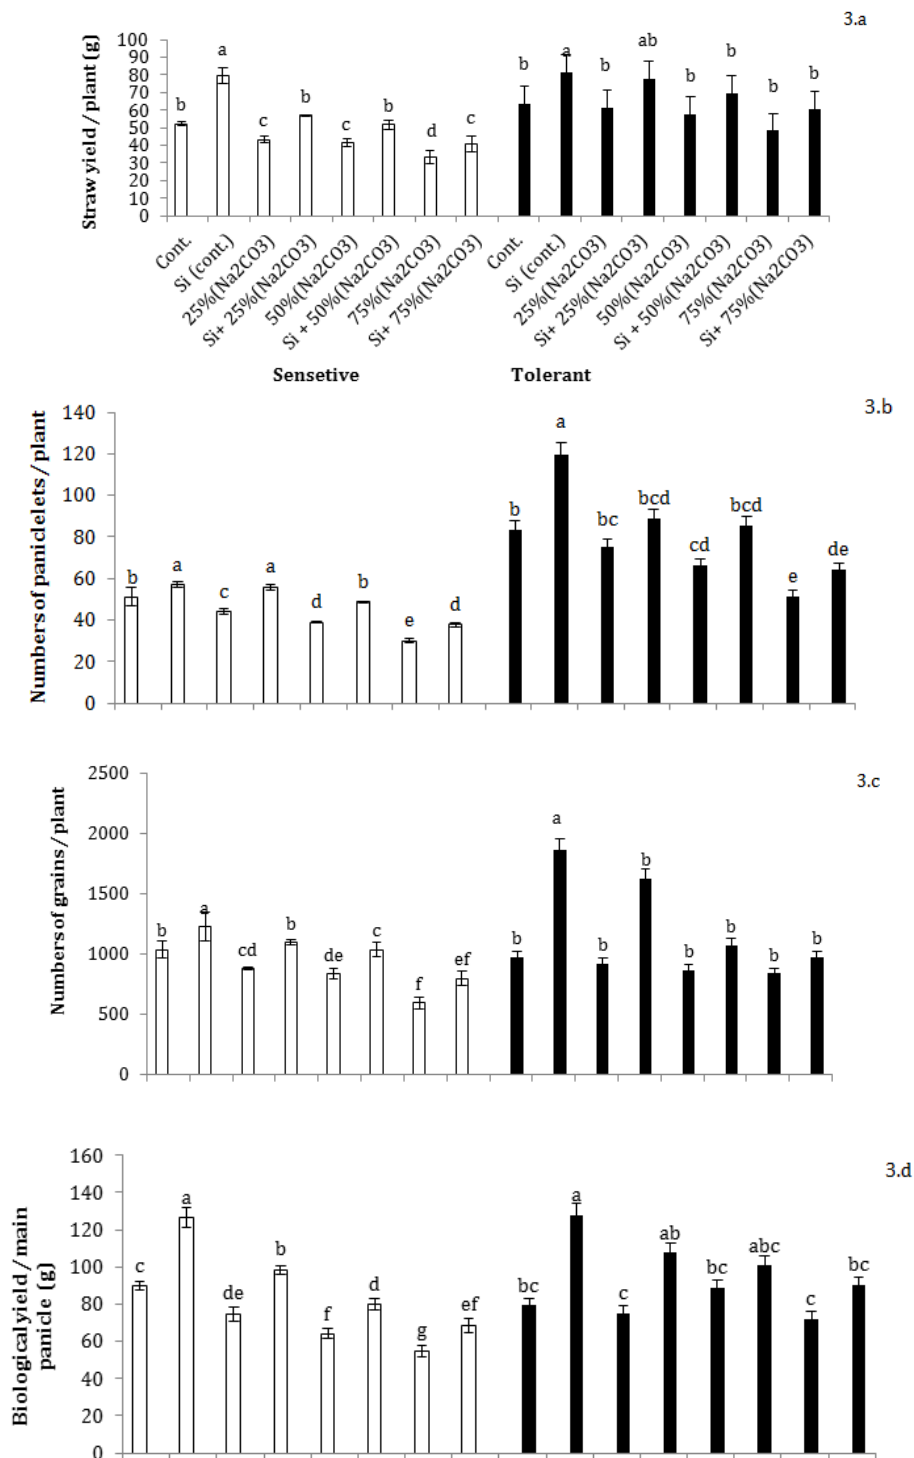 3.a
Straw yield / plant (g)
100
90
80
70
60
50
40
30
20
10
0
b a c b c b d c b a b ab b b b b
Cont.
Si (cont.)
25%(Na2CO3)
Si+ 25%(Na2CO3)
50%(Na2CO3)
Si + 50%(Na2CO3)
75%(Na2CO3)
Si+ 75%(Na2CO3)
Cont.
Si (cont.)
25%(Na2CO3)
Si+ 25%(Na2CO3)
50%(Na2CO3)
Si + 50%(Na2CO3)
75%(Na2CO3)
Si+ 75%(Na2CO3)
Sensetive Tolerant
3.b
Numbers of paniclelets / plant
140
120
100
80
60
40
20
0
b a c a d b e d b a bc bcd cd bcd e de
3.c
Numbers of grains / plant
2500
2000
1500
1000
500
0
b a cd b de c f ef b a b b b b b b
3.d
Biological yield / main
panicle (g)
160
140
120
100
80
60
40
20
0
c a de b f d g ef bc a c ab bc abc c bc